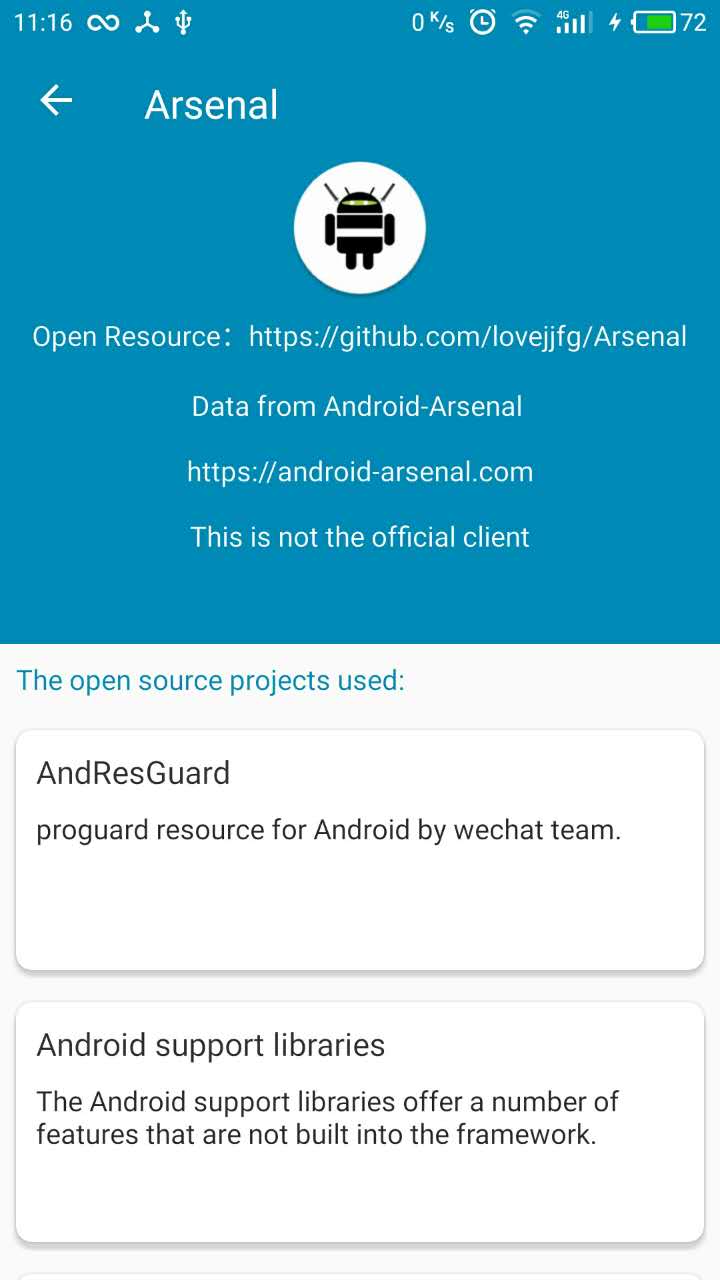 11:16 0 K/s 4G 72
Arsenal
Open Resource：https://github.com/lovejjfg/Arsenal
Data from Android-Arsenal
https://android-arsenal.com
This is not the official client
The open source projects used:
AndResGuard
proguard resource for Android by wechat team.
Android support libraries
The Android support libraries offer a number of
features that are not built into the framework.